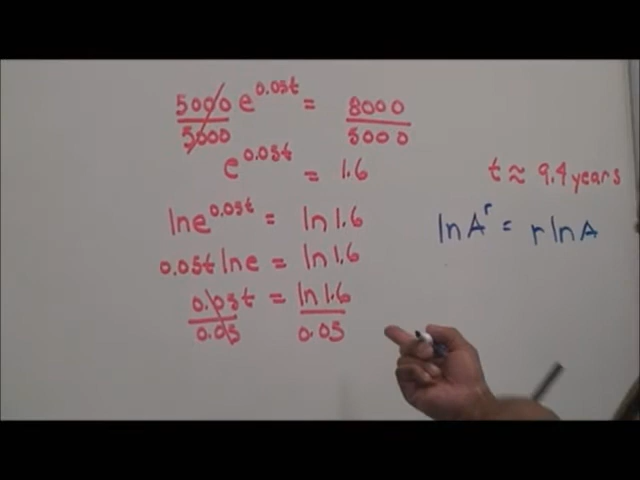 5000 e^0.05t = 8000
5000 5000
e^0.05t = 1.6
ln e^0.05t = ln 1.6
0.05t ln e = ln 1.6
0.05t = ln 1.6
0.05 0.05
t ≈ 9.4 years
ln A^r = r ln A